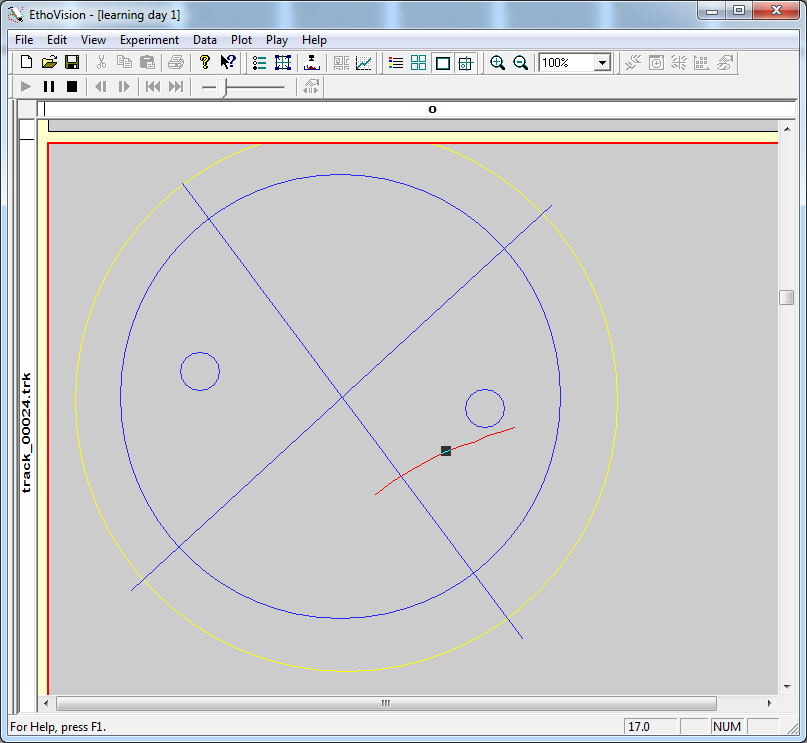 EthoVision - [learning day 1]
File Edit View Experiment Data Plot Play Help
100%
o
track_00024.trk
For Help, press F1.
17.0
NUM